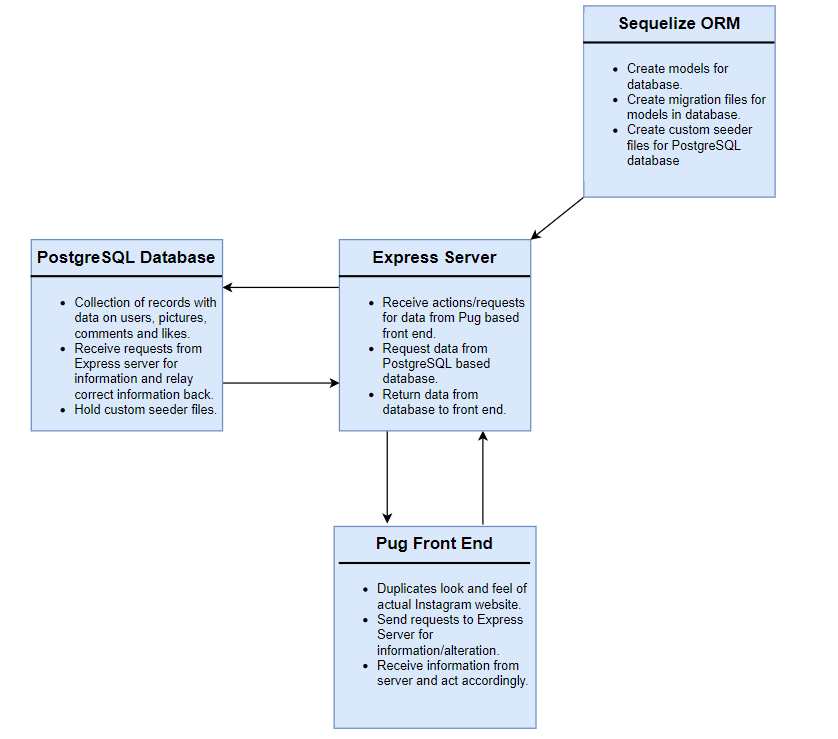 Sequelize ORM
• Create models for
database.
• Create migration files for
models in database.
• Create custom seeder
files for PostgreSQL
database
PostgreSQL Database
• Collection of records with
data on users, pictures,
comments and likes.
• Receive requests from
Express server for
information and relay
correct information back.
• Hold custom seeder files.
Express Server
• Receive actions/requests
for data from Pug based
front end.
• Request data from
PostgreSQL based
database.
• Return data from
database to front end.
Pug Front End
• Duplicates look and feel of
actual Instagram website.
• Send requests to Express
Server for
information/alteration.
• Receive information from
server and act accordingly.